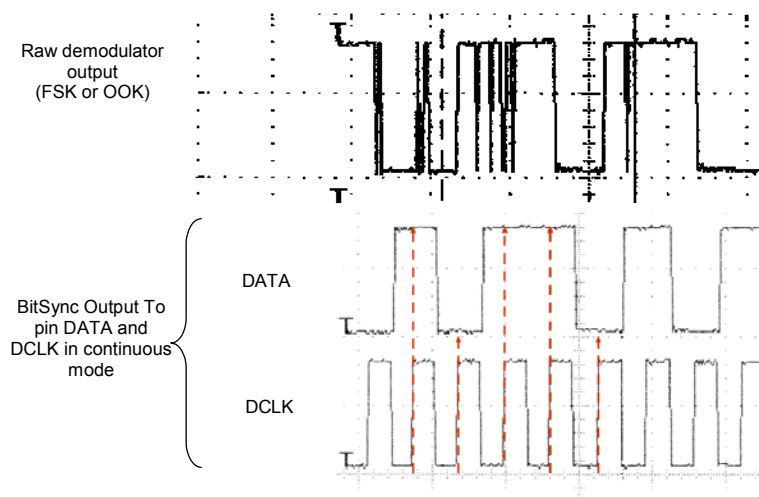 Raw demodulator
output
(FSK or OOK)
DATA
BitSync Output To
pin DATA and
DCLK in continuous
mode
DCLK